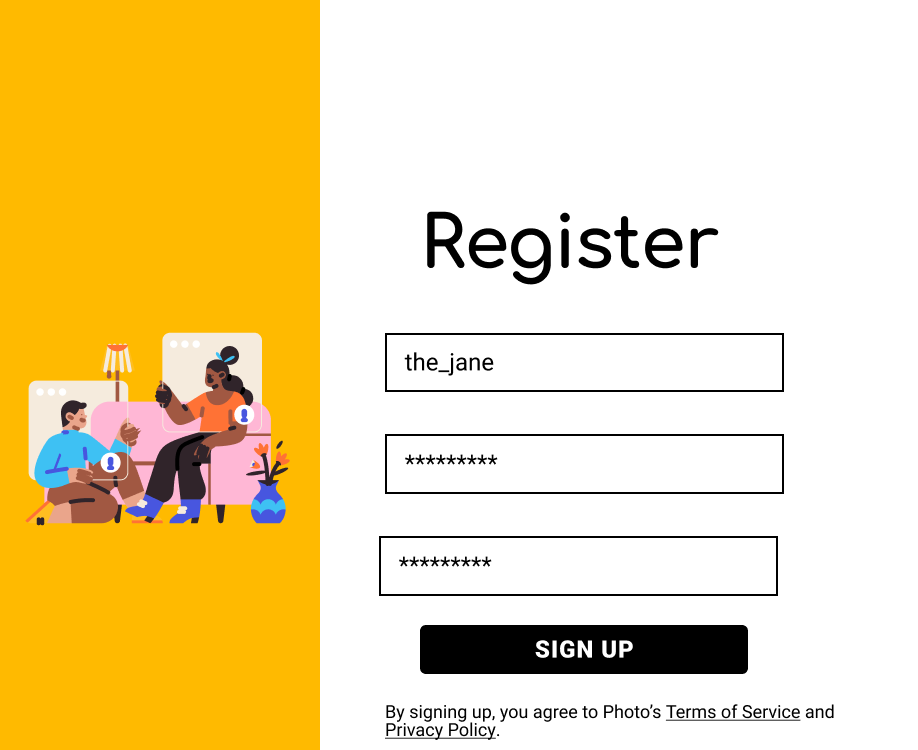 Register
the_jane
*********
*********
SIGN UP
By signing up, you agree to Photo’s Terms of Service and
Privacy Policy.